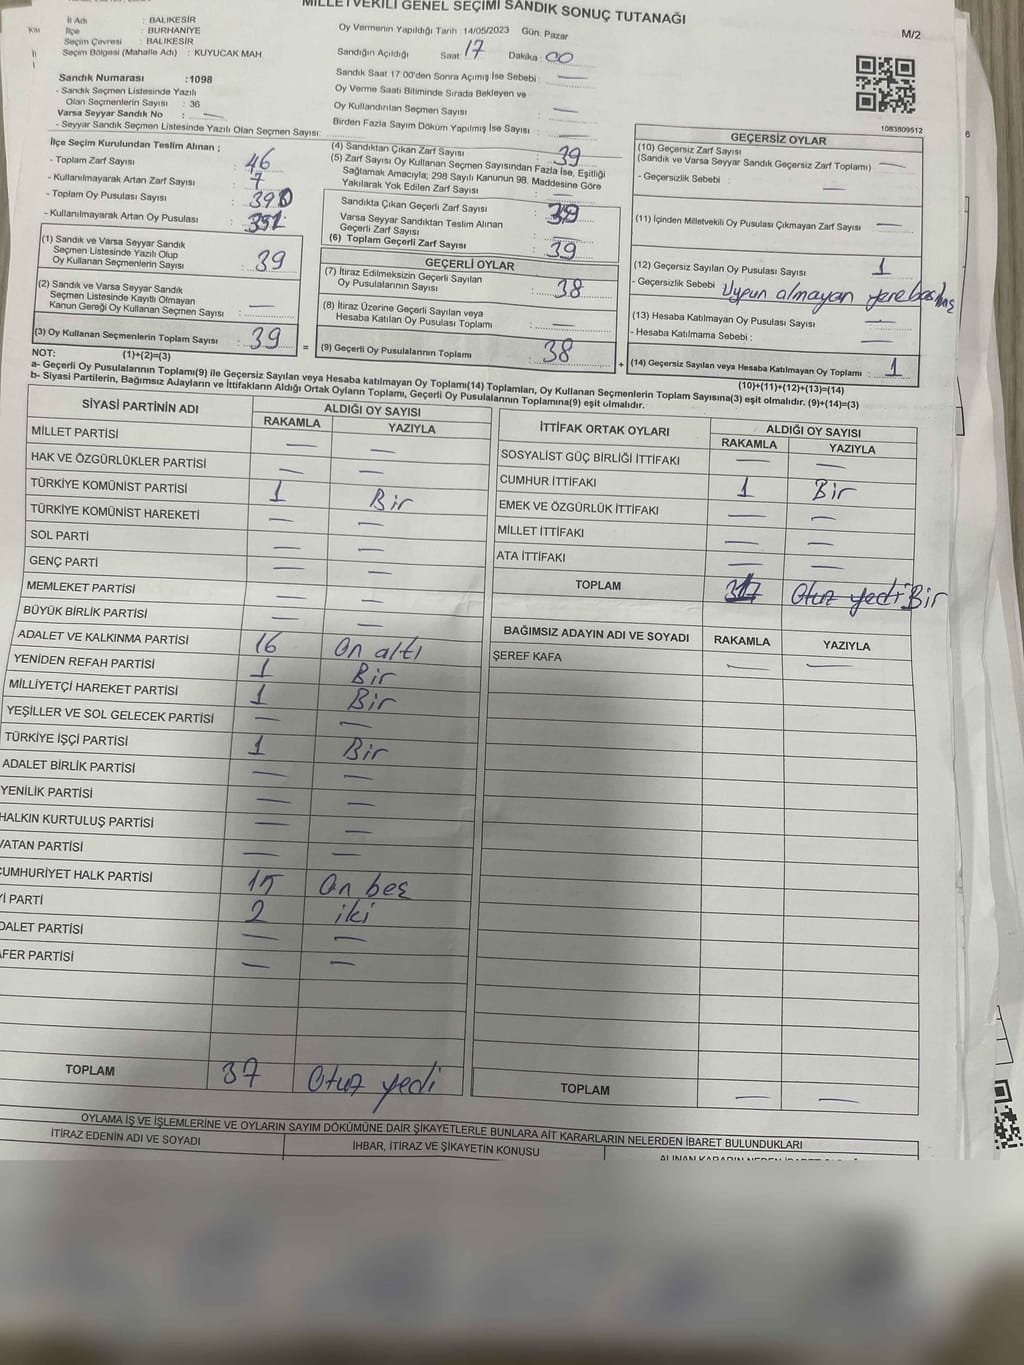 MİLLETVEKİLİ GENEL SEÇİMİ SANDIK SONUÇ TUTANAĞI
M/2
İl Adı : BALIKESİR
İlçe : BURHANİYE
Seçim Çevresi : BALIKESİR
Seçim Bölgesi (Mahalle Adı) : KUYUCAK MAH
Oy Vermenin Yapıldığı Tarih 14/05/2023 Gün. Pazar
Sandığın Açıldığı Saat 17 Dakika 00
Sandık Numarası :1098
- Sandık Seçmen Listesinde Yazılı
Olan Seçmenlerin Sayısı : 36
Varsa Seyyar Sandık No : —
- Seyyar Sandık Seçmen Listesinde Yazılı Olan Seçmen Sayısı:
Sandık Saat 17 00'den Sonra Açımış İse Sebebi : —
Oy Verme Saati Bitiminde Sırada Bekleyen ve
Oy Kullandırılan Seçmen Sayısı —
Birden Fazla Sayım Döküm Yapılmış İse Sayısı : —
1083809512
İlçe Seçim Kurulundan Teslim Alınan ;
- Toplam Zarf Sayısı : 46
- Kullanılmayarak Artan Zarf Sayısı : 7
- Toplam Oy Pusulası Sayısı : 390
- Kullanılmayarak Artan Oy Pusulası : 351
(1) Sandık ve Varsa Seyyar Sandık
Seçmen Listesinde Yazılı Olup
Oy Kullanan Seçmenlerin Sayısı : 39
(2) Sandık ve Varsa Seyyar Sandık
Seçmen Listesinde Kayıtlı Olmayan
Kanun Gereği Oy Kullanan Seçmen Sayısı : —
(3) Oy Kullanan Seçmenlerin Toplam Sayısı : 39
(1)+(2)=(3)
(4) Sandıktan Çıkan Zarf Sayısı : 39
(5) Zarf Sayısı Oy Kullanan Seçmen Sayısından Fazla İse, Eşitliği
Sağlamak Amacıyla; 298 Sayılı Kanunun 98. Maddesine Göre
Yakılarak Yok Edilen Zarf Sayısı : —
Sandıkta Çıkan Geçerli Zarf Sayısı : 39
Varsa Seyyar Sandıktan Teslim Alınan
Geçerli Zarf Sayısı : —
(6) Toplam Geçerli Zarf Sayısı : 39
GEÇERLİ OYLAR
(7) İtiraz Edilmeksizin Geçerli Sayılan
Oy Pusulalarının Sayısı : 38
(8) İtiraz Üzerine Geçerli Sayılan veya
Hesaba Katılan Oy Pusulası Toplamı : —
= (9) Geçerli Oy Pusulalarının Toplamı : 38
GEÇERSİZ OYLAR
(10) Geçersiz Zarf Sayısı
(Sandık ve Varsa Seyyar Sandık Geçersiz Zarf Toplamı) —
- Geçersizlik Sebebi : —
(11) İçinden Milletvekili Oy Pusulası Çıkmayan Zarf Sayısı —
(12) Geçersiz Sayılan Oy Pusulası Sayısı : 1
- Geçersizlik Sebebi : Uygun almayan yere basılmış
(13) Hesaba Katılmayan Oy Pusulası Sayısı : —
- Hesaba Katılmama Sebebi : —
+ (14) Geçersiz Sayılan veya Hesaba Katılmayan Oy Toplamı : 1
(10)+(11)+(12)+(13)=(14)
NOT:
a- Geçerli Oy Pusulalarının Toplamı(9) ile Geçersiz Sayılan veya Hesaba katılmayan Oy Toplamı(14) Toplamları, Oy Kullanan Seçmenlerin Toplam Sayısına(3) eşit olmalıdır. (9)+(14)=(3)
b- Siyasi Partilerin, Bağımsız Adayların ve İttifakların Aldığı Ortak Oyların Toplamı, Geçerli Oy Pusulalarının Toplamına(9) eşit olmalıdır.
SİYASİ PARTİNİN ADI ALDIĞI OY SAYISI
RAKAMLA YAZIYLA
MİLLET PARTİSİ — —
HAK VE ÖZGÜRLÜKLER PARTİSİ — —
TÜRKİYE KOMÜNİST PARTİSİ 1 Bir
TÜRKİYE KOMÜNİST HAREKETİ — —
SOL PARTİ — —
GENÇ PARTİ — —
MEMLEKET PARTİSİ — —
BÜYÜK BİRLİK PARTİSİ — —
ADALET VE KALKINMA PARTİSİ 16 On altı
YENİDEN REFAH PARTİSİ 1 Bir
MİLLİYETÇİ HAREKET PARTİSİ 1 Bir
YEŞİLLER VE SOL GELECEK PARTİSİ — —
TÜRKİYE İŞÇİ PARTİSİ 1 Bir
ADALET BİRLİK PARTİSİ — —
YENİLİK PARTİSİ — —
HALKIN KURTULUŞ PARTİSİ — —
VATAN PARTİSİ — —
CUMHURİYET HALK PARTİSİ 15 On beş
Yİ PARTİ 2 iki
DALET PARTİSİ — —
AFER PARTİSİ — —
TOPLAM 37 Otuz yedi
İTTİFAK ORTAK OYLARI ALDIĞI OY SAYISI
RAKAMLA YAZIYLA
SOSYALİST GÜÇ BİRLİĞİ İTTİFAKI — —
CUMHUR İTTİFAKI 1 Bir
EMEK VE ÖZGÜRLÜK İTTİFAKI — —
MİLLET İTTİFAKI — —
ATA İTTİFAKI — —
TOPLAM Otuz yedi Bir
BAĞIMSIZ ADAYIN ADI VE SOYADI RAKAMLA YAZIYLA
ŞEREF KAFA — —
TOPLAM — —
OYLAMA İŞ VE İŞLEMLERİNE VE OYLARIN SAYIM DÖKÜMÜNE DAİR ŞİKAYETLERLE BUNLARA AİT KARARLARIN NELERDEN İBARET BULUNDUKLARI
İTİRAZ EDENİN ADI VE SOYADI
İHBAR, İTİRAZ VE ŞİKAYETİN KONUSU